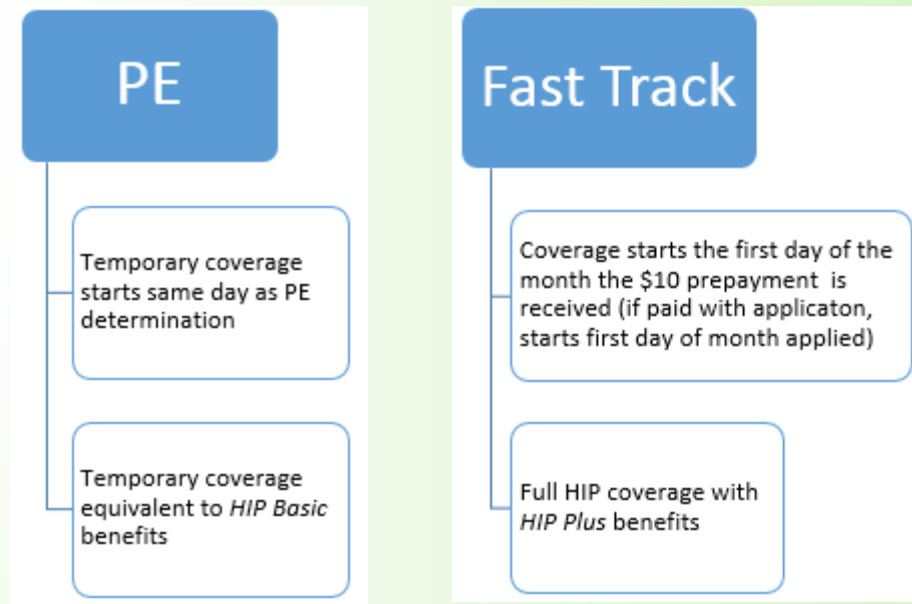 PE
Temporary coverage
starts same day as PE
determination
Temporary coverage
equivalent to HIP Basic
benefits
Fast Track
Coverage starts the first day of the
month the $10 prepayment is
received (if paid with applicaton,
starts first day of month applied)
Full HIP coverage with
HIP Plus benefits